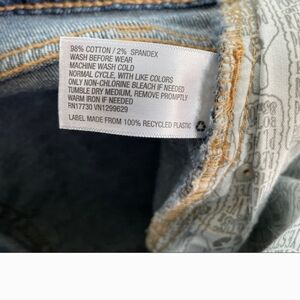 98% COTTON / 2% SPANDEX
WASH BEFORE WEAR
MACHINE WASH COLD
NORMAL CYCLE, WITH LIKE COLORS
ONLY NON-CHLORINE BLEACH IF NEEDED
TUMBLE DRY MEDIUM, REMOVE PROMPTLY
WARM IRON IF NEEDED
RN17730 VN1299629
LABEL MADE FROM 100% RECYCLED PLASTIC